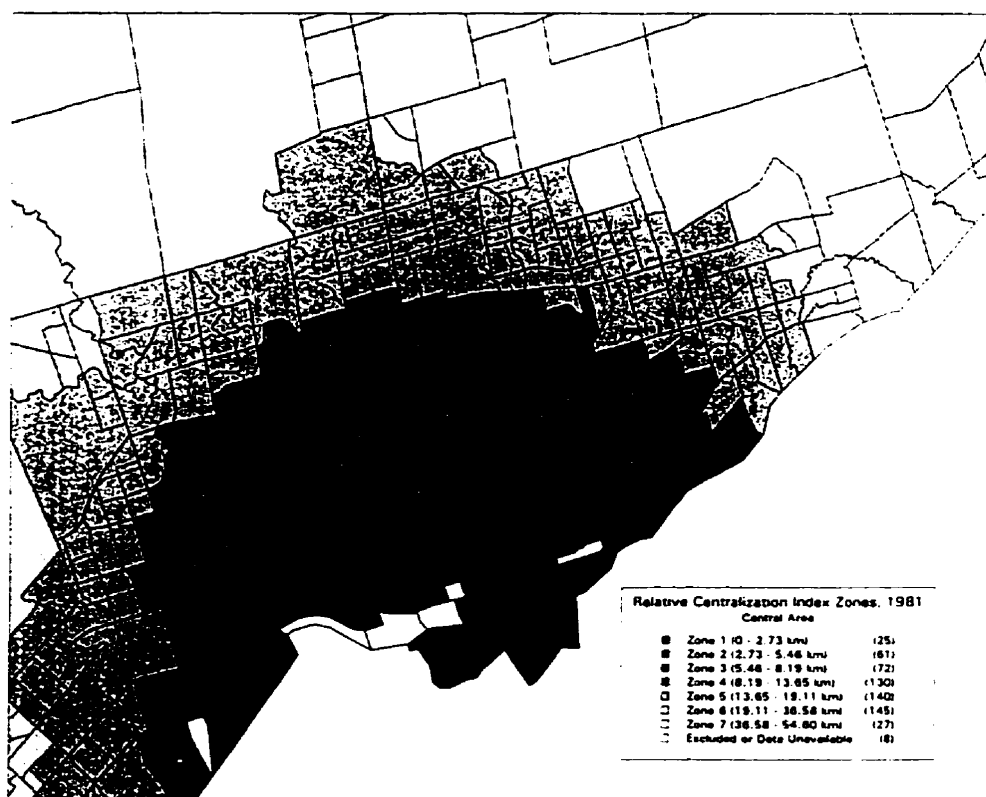 Relative Centralization Index Zones, 1981
Central Area
Zone 1 (0 - 2.73 km) (25)
Zone 2 (2.73 - 5.46 km) (61)
Zone 3 (5.46 - 8.19 km) (72)
Zone 4 (8.19 - 13.65 km) (130)
Zone 5 (13.65 - 19.11 km) (140)
Zone 6 (19.11 - 36.58 km) (145)
Zone 7 (36.58 - 54.60 km) (27)
Excluded or Data Unavailable (8)